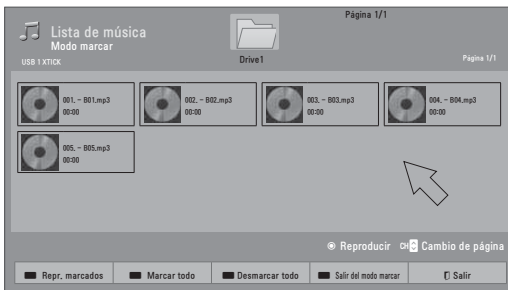 Página 1/1
Lista de música
Modo marcar
USB 1 XTICK
Drive1
Página 1/1
001. - B01.mp3
00:00
002. - B02.mp3
00:00
003. - B03.mp3
00:00
004. - B04.mp3
00:00
005. - B05.mp3
00:00
Reproducir CH Cambio de página
Repr. marcados
Marcar todo
Desmarcar todo
Salir del modo marcar
Salir